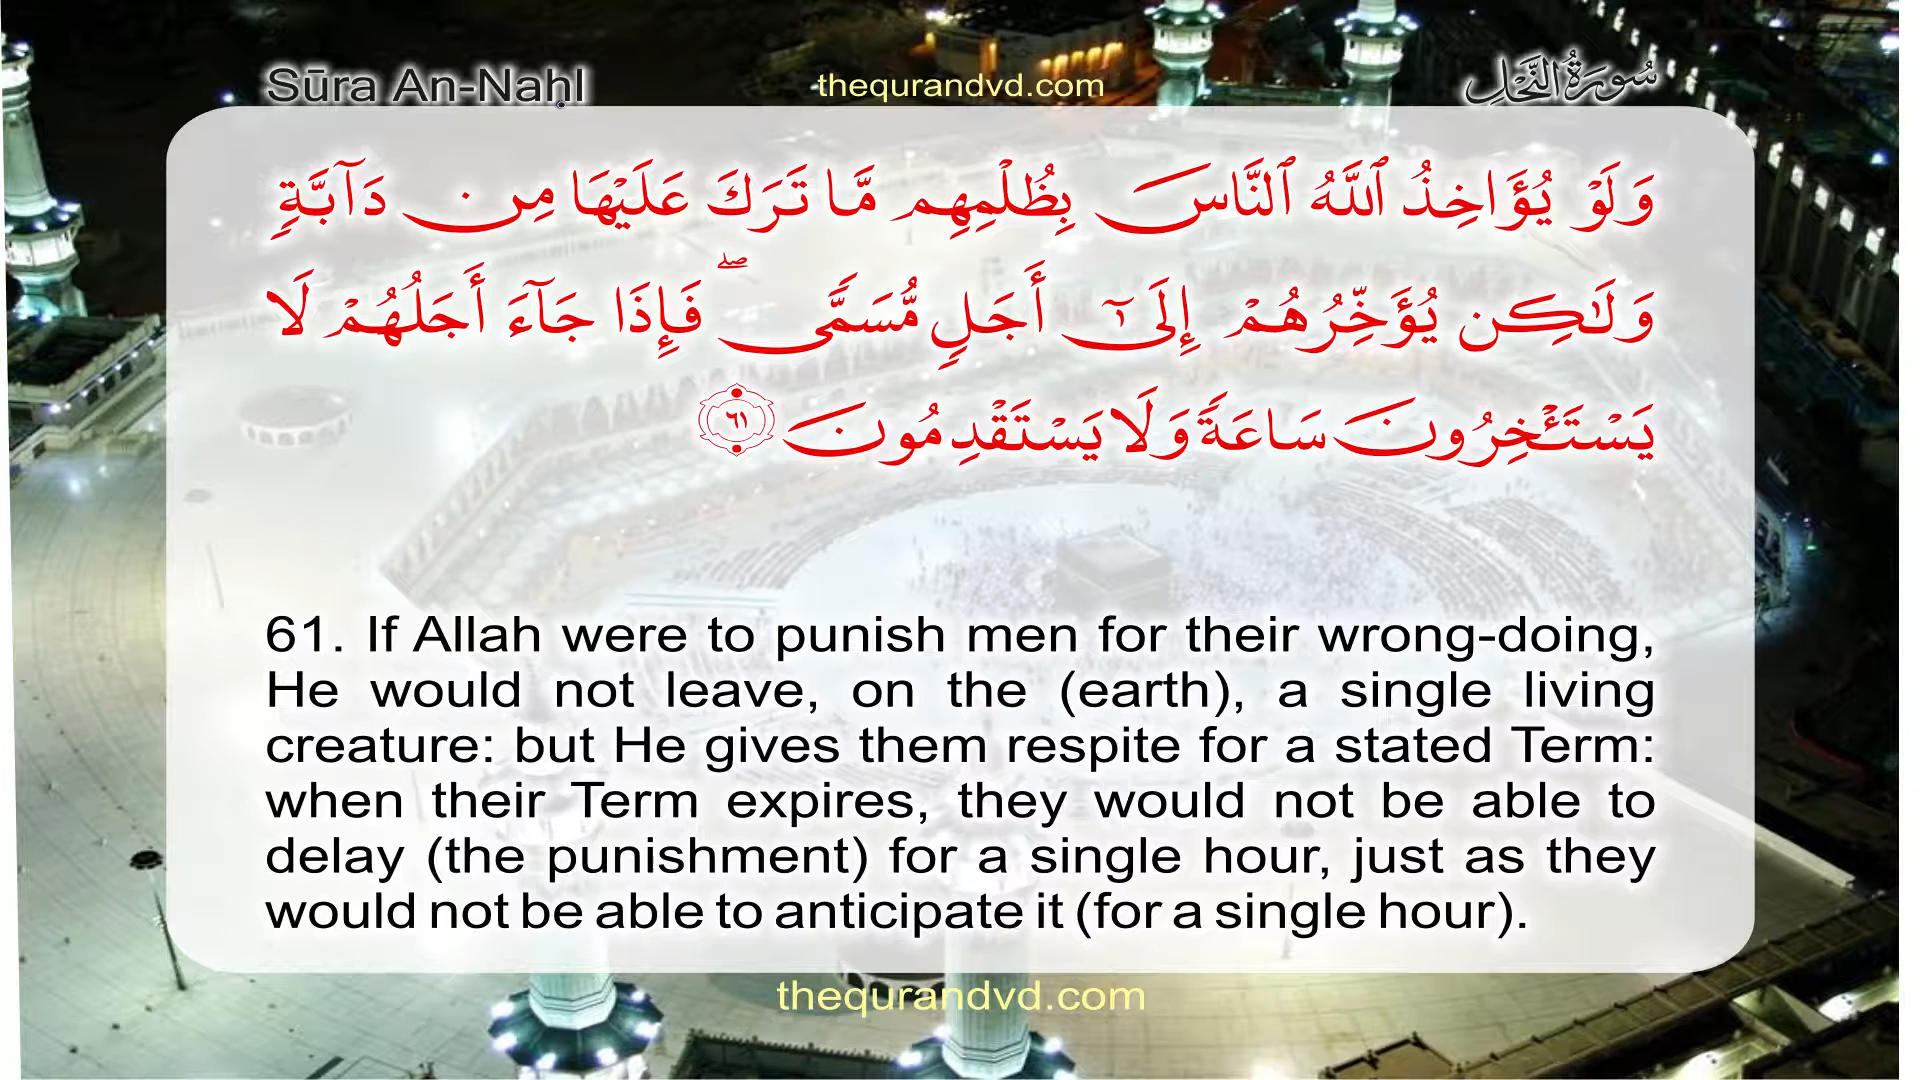 Sūra An-Naḥl
thequrandvd.com
سُورَةُ النَّحْلِ
وَلَوْ يُؤَاخِذُ ٱللَّهُ ٱلنَّاسَ بِظُلْمِهِم مَّا تَرَكَ عَلَيْهَا مِن دَآبَّةٍ
وَلَٰكِن يُؤَخِّرُهُمْ إِلَىٰٓ أَجَلٍ مُّسَمًّى ۖ فَإِذَا جَآءَ أَجَلُهُمْ لَا
يَسْتَـْٔخِرُونَ سَاعَةً وَلَا يَسْتَقْدِمُونَ ٦١
61. If Allah were to punish men for their wrong-doing,
He would not leave, on the (earth), a single living
creature: but He gives them respite for a stated Term:
when their Term expires, they would not be able to
delay (the punishment) for a single hour, just as they
would not be able to anticipate it (for a single hour).
thequrandvd.com